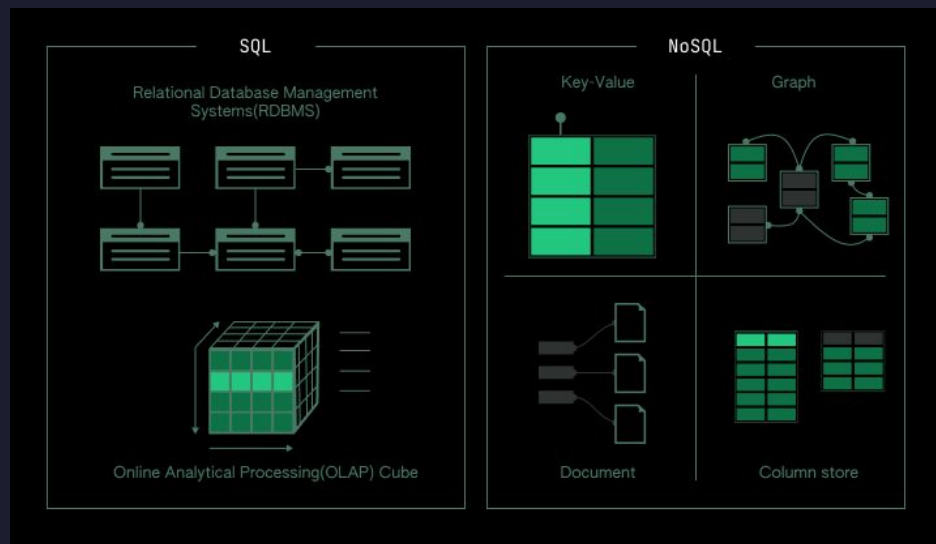 SQL
Relational Database Management
Systems(RDBMS)
Online Analytical Processing(OLAP) Cube
NoSQL
Key-Value
Graph
Document
Column store